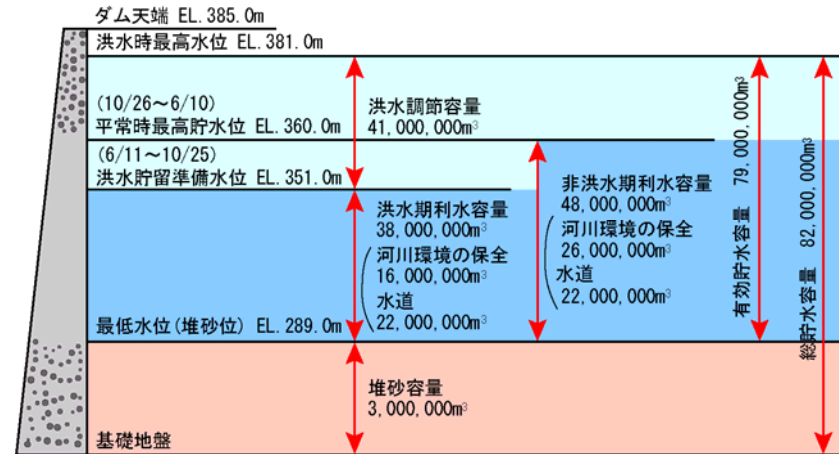 ダム天端 EL.385.0m
洪水時最高水位 EL.381.0m
(10/26～6/10)
平常時最高貯水位 EL.360.0m
(6/11～10/25)
洪水貯留準備水位 EL.351.0m
最低水位(堆砂位) EL.289.0m
基礎地盤
洪水調節容量
41,000,000m³
洪水期利水容量
38,000,000m³
河川環境の保全
16,000,000m³
水道
22,000,000m³
堆砂容量
3,000,000m³
非洪水期利水容量
48,000,000m³
河川環境の保全
26,000,000m³
水道
22,000,000m³
有効貯水容量 79,000,000m³
総貯水容量 82,000,000m³